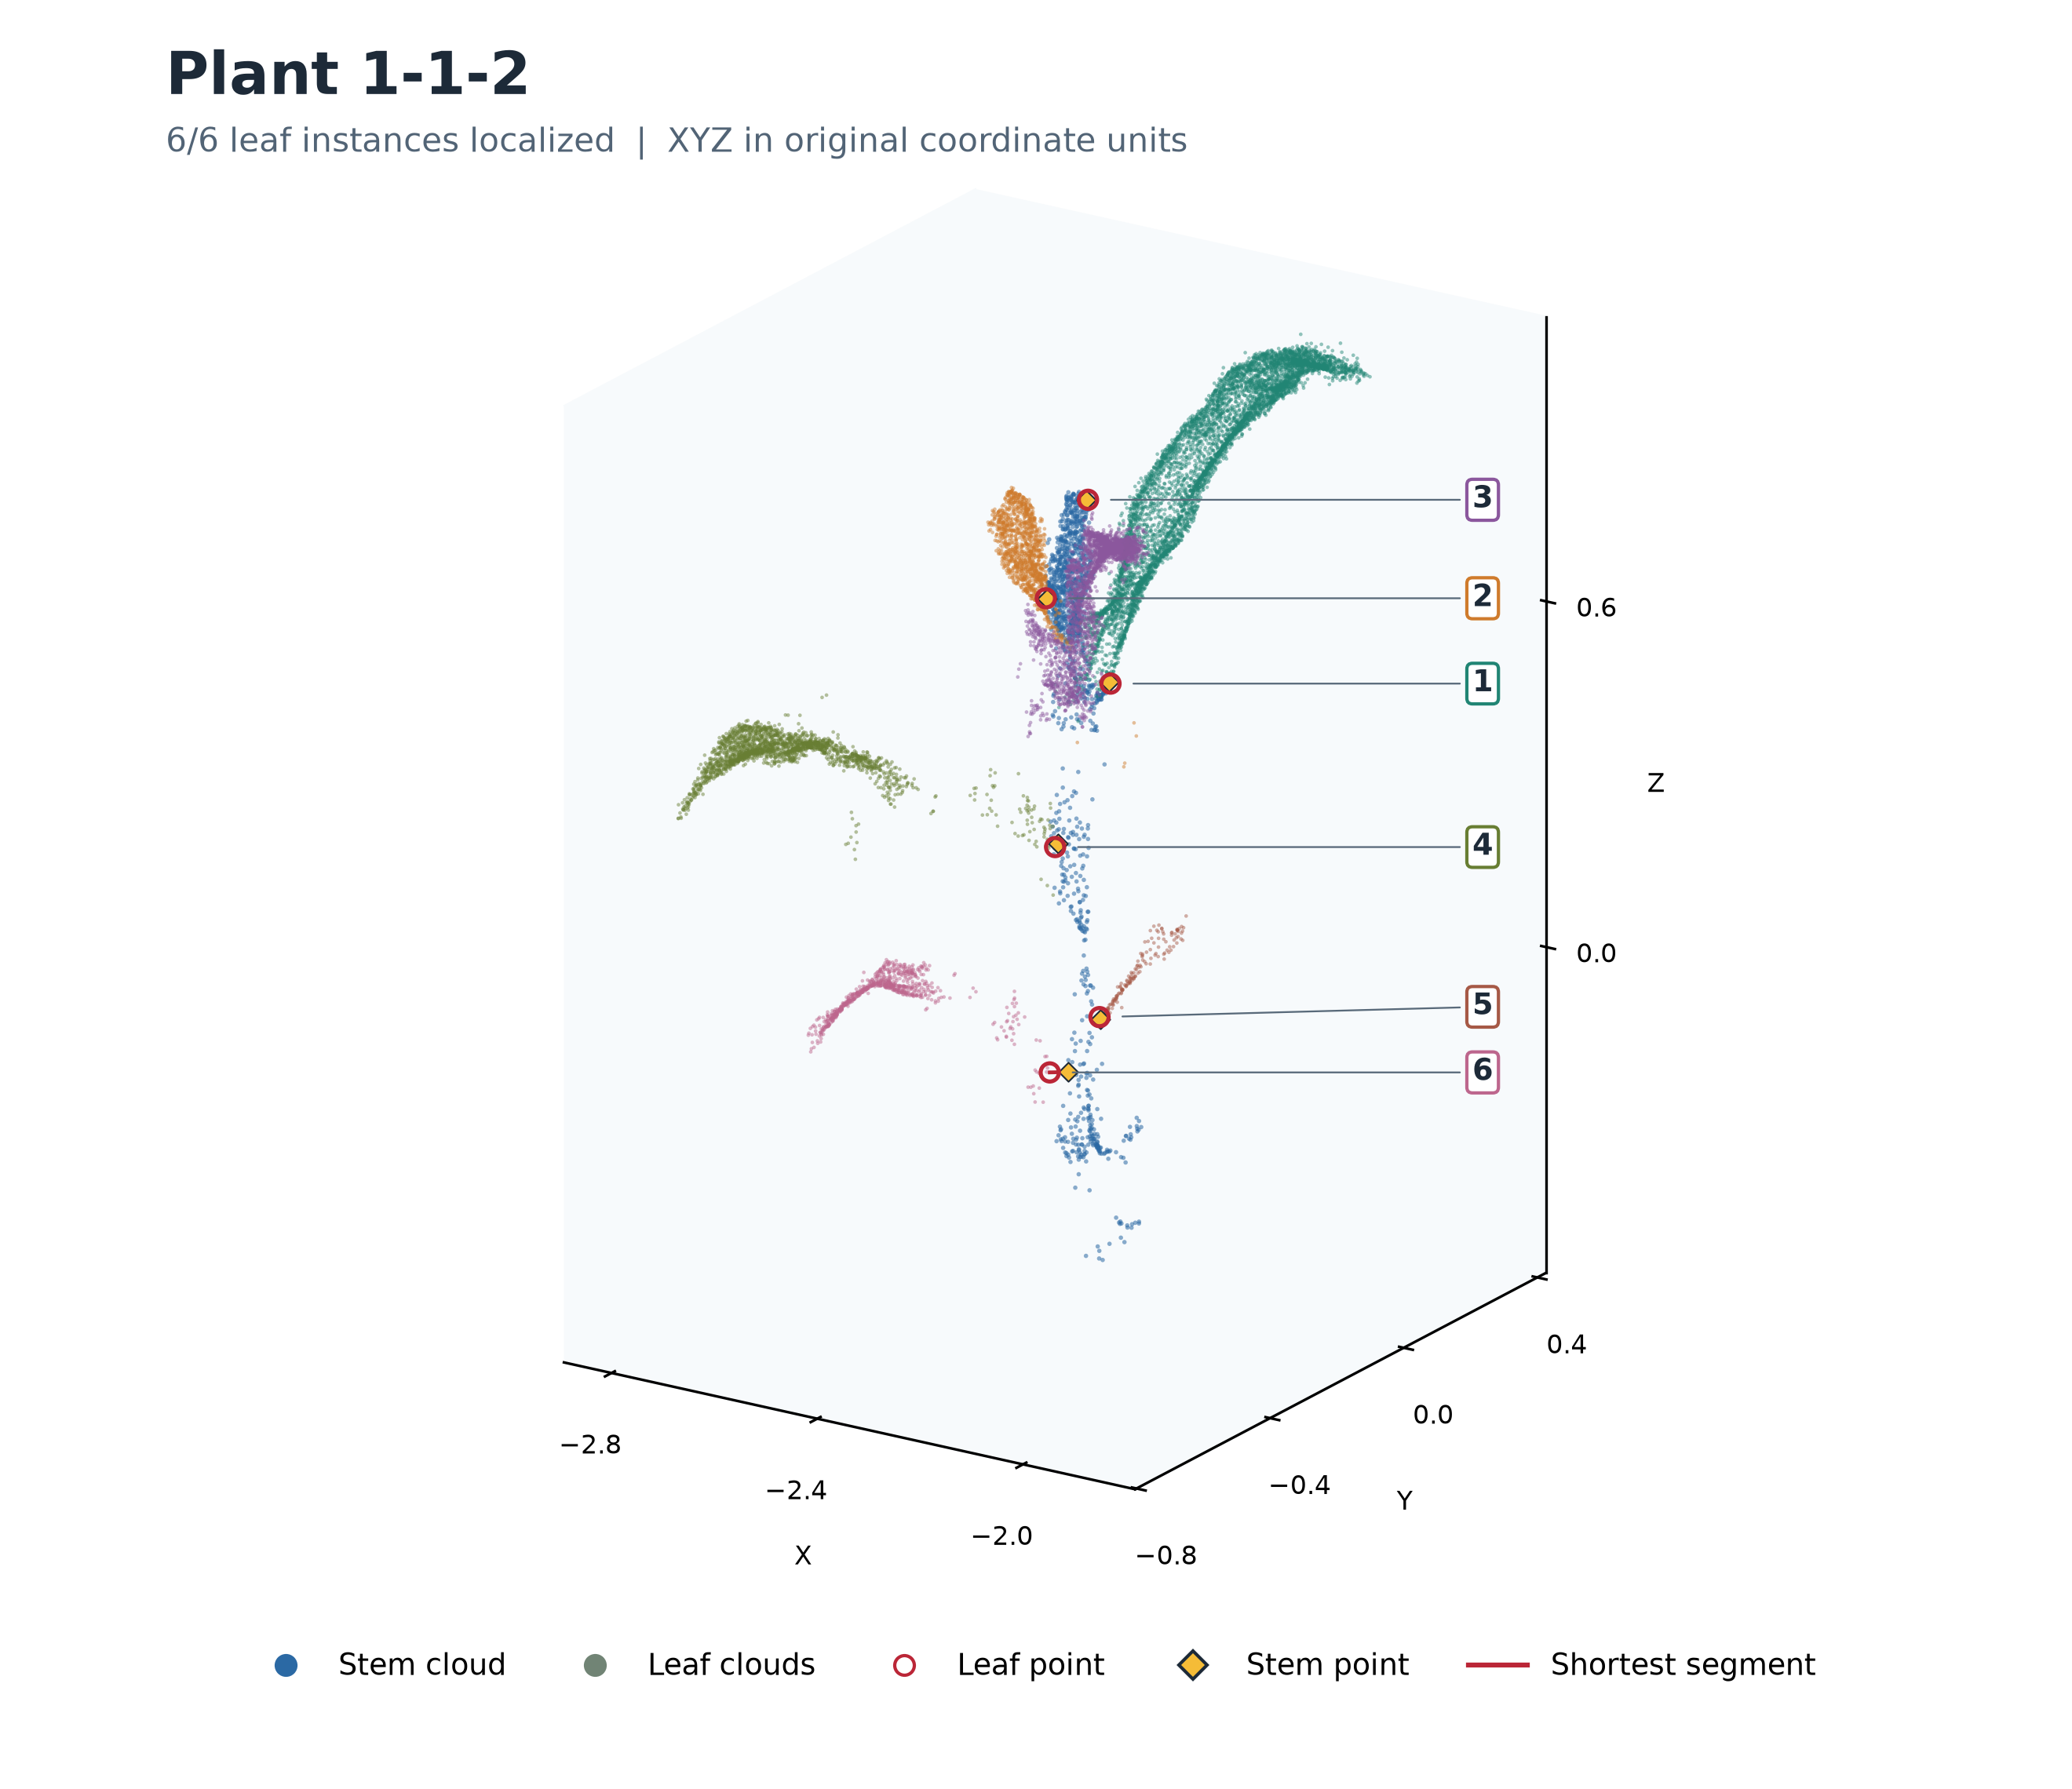 Plant 1-1-2
6/6 leaf instances localized | XYZ in original coordinate units
3
2
0.6
1
Z
4
0.0
5
6
0.4
0.0
−2.8
−0.4
−2.4
Y
−2.0
X
−0.8
Stem cloud Leaf clouds Leaf point Stem point Shortest segment